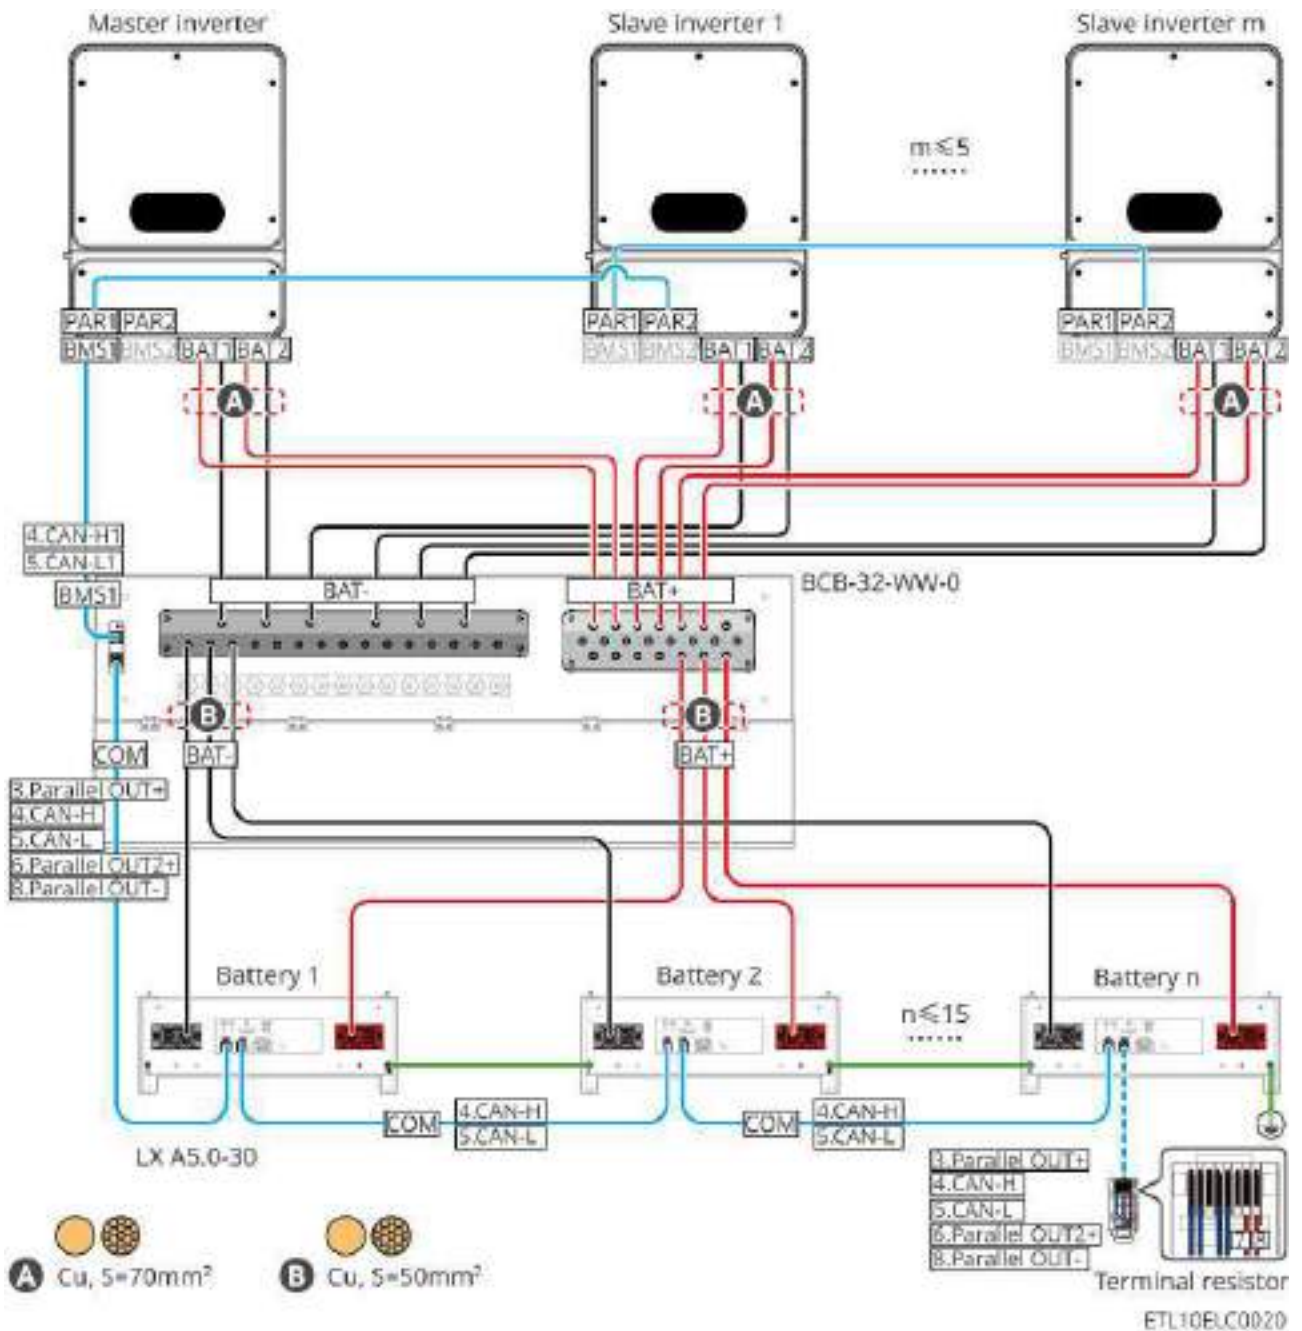 Master inverter
Slave inverter 1
Slave inverter m
m≤5
PAR1 PAR2
BMS1 BMS2 BAT1 BAT2
PAR1 PAR2
BMS1 BMS2 BAT1 BAT2
PAR1 PAR2
BMS1 BMS2 BAT1 BAT2
A
A
A
4.CAN-H1
5.CAN-L1
BMS1
BAT-
BAT+
BCB-32-WW-0
B
B
COM
BAT-
BAT+
3.Parallel OUT+
4.CAN-H
5.CAN-L
6.Parallel OUT2+
8.Parallel OUT-
Battery 1
Battery 2
Battery n
n≤15
COM
4.CAN-H
5.CAN-L
COM
4.CAN-H
5.CAN-L
LX A5.0-30
3.Parallel OUT+
4.CAN-H
5.CAN-L
6.Parallel OUT2+
8.Parallel OUT-
7 8
Terminal resistor
A Cu, S=70mm²
B Cu, S=50mm²
ETL10ELC0020